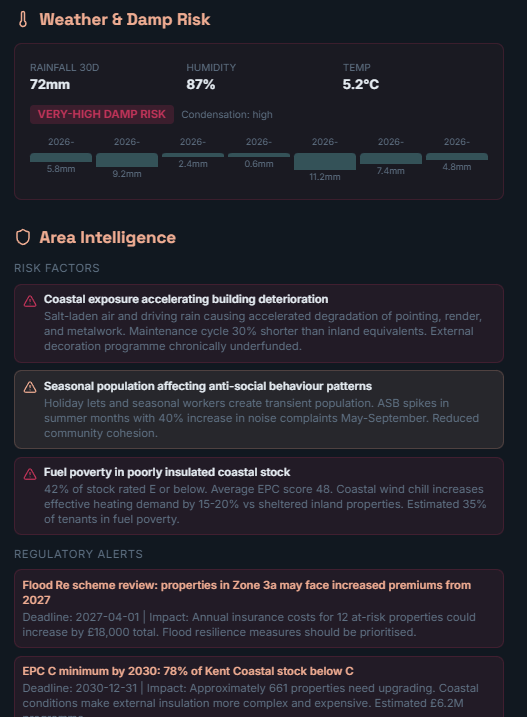 Weather & Damp Risk
RAINFALL 30D HUMIDITY TEMP
72mm 87% 5.2°C
VERY-HIGH DAMP RISK Condensation: high
2026- 2026- 2026- 2026- 2026- 2026- 2026-
5.8mm 9.2mm 2.4mm 0.6mm 11.2mm 7.4mm 4.8mm
Area Intelligence
RISK FACTORS
Coastal exposure accelerating building deterioration
Salt-laden air and driving rain causing accelerated degradation of pointing, render,
and metalwork. Maintenance cycle 30% shorter than inland equivalents. External
decoration programme chronically underfunded.
Seasonal population affecting anti-social behaviour patterns
Holiday lets and seasonal workers create transient population. ASB spikes in
summer months with 40% increase in noise complaints May-September. Reduced
community cohesion.
Fuel poverty in poorly insulated coastal stock
42% of stock rated E or below. Average EPC score 48. Coastal wind chill increases
effective heating demand by 15-20% vs sheltered inland properties. Estimated 35%
of tenants in fuel poverty.
REGULATORY ALERTS
Flood Re scheme review: properties in Zone 3a may face increased premiums from
2027
Deadline: 2027-04-01 | Impact: Annual insurance costs for 12 at-risk properties could
increase by £18,000 total. Flood resilience measures should be prioritised.
EPC C minimum by 2030: 78% of Kent Coastal stock below C
Deadline: 2030-12-31 | Impact: Approximately 661 properties need upgrading. Coastal
conditions make external insulation more complex and expensive. Estimated £6.2M